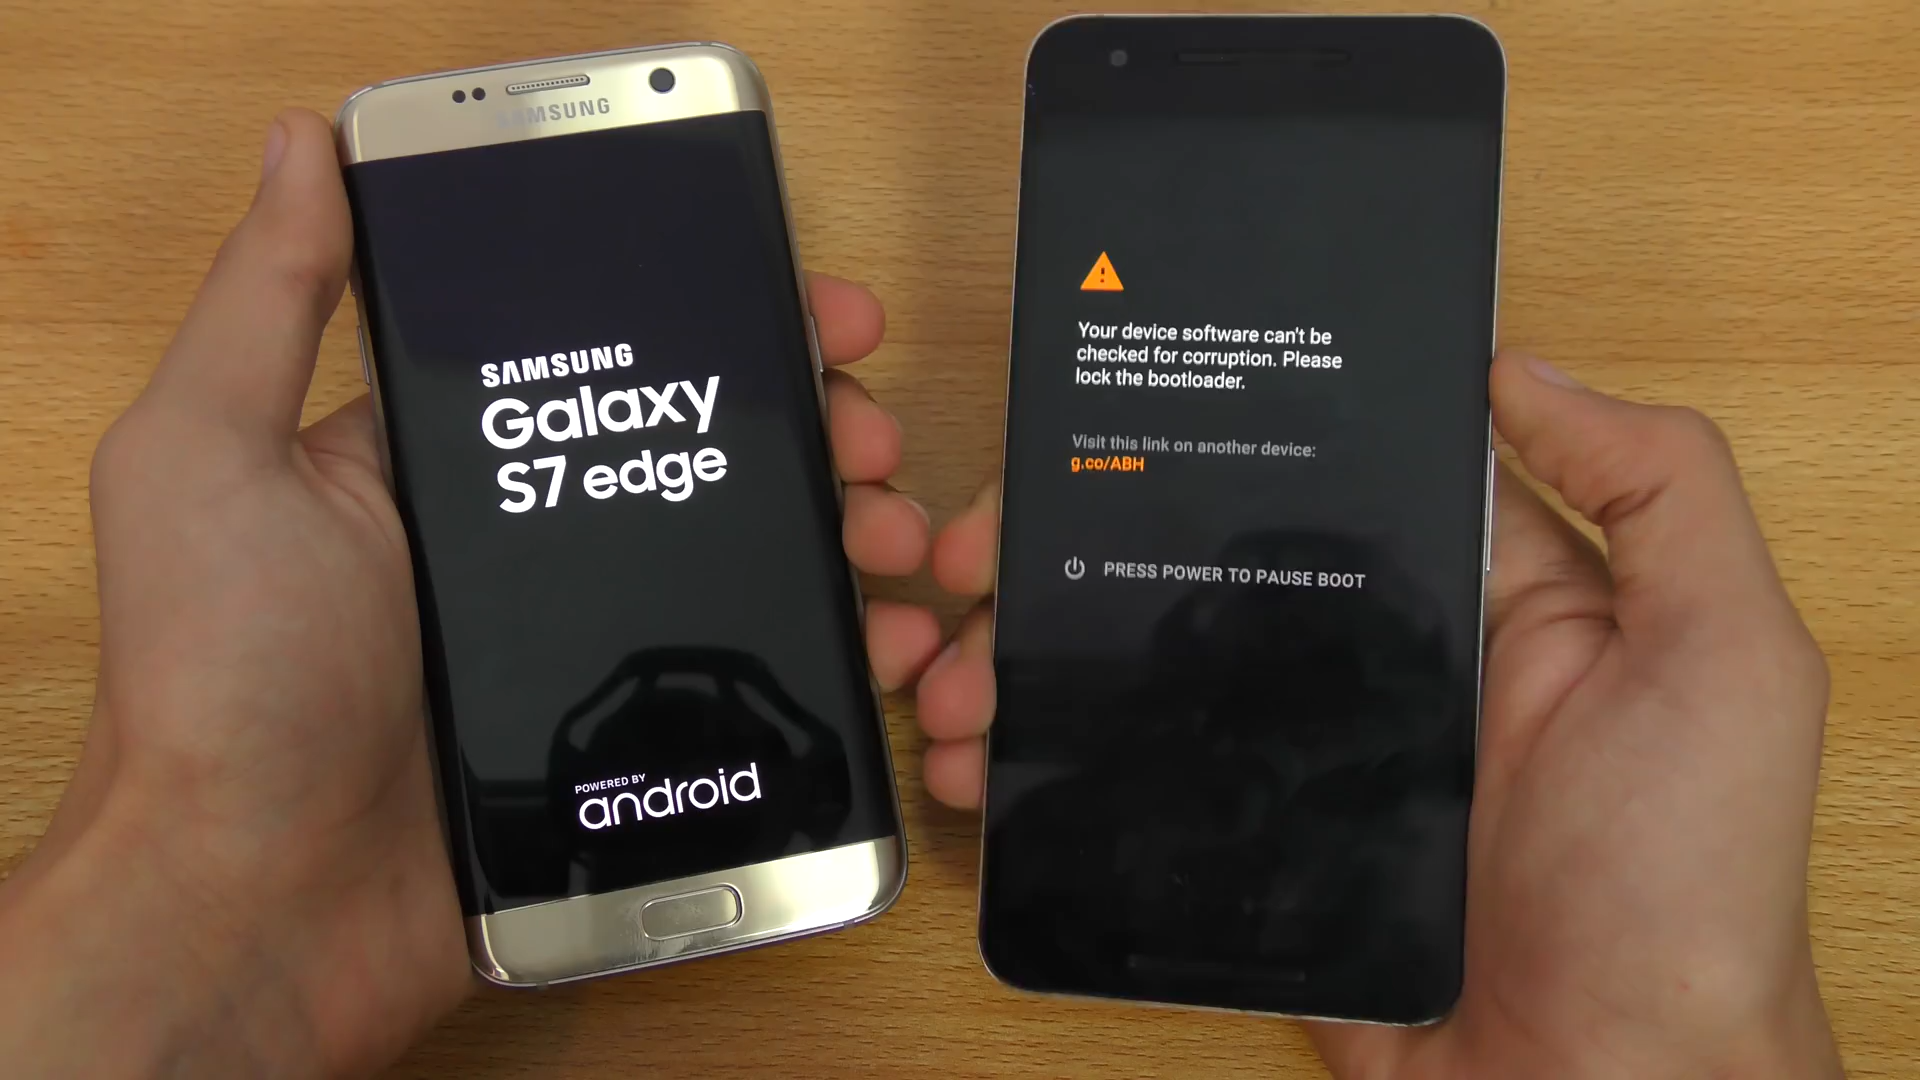 SAMSUNG
SAMSUNG
Galaxy
S7 edge
POWERED BY
android
Your device software can't be
checked for corruption. Please
lock the bootloader.
Visit this link on another device:
g.co/ABH
PRESS POWER TO PAUSE BOOT